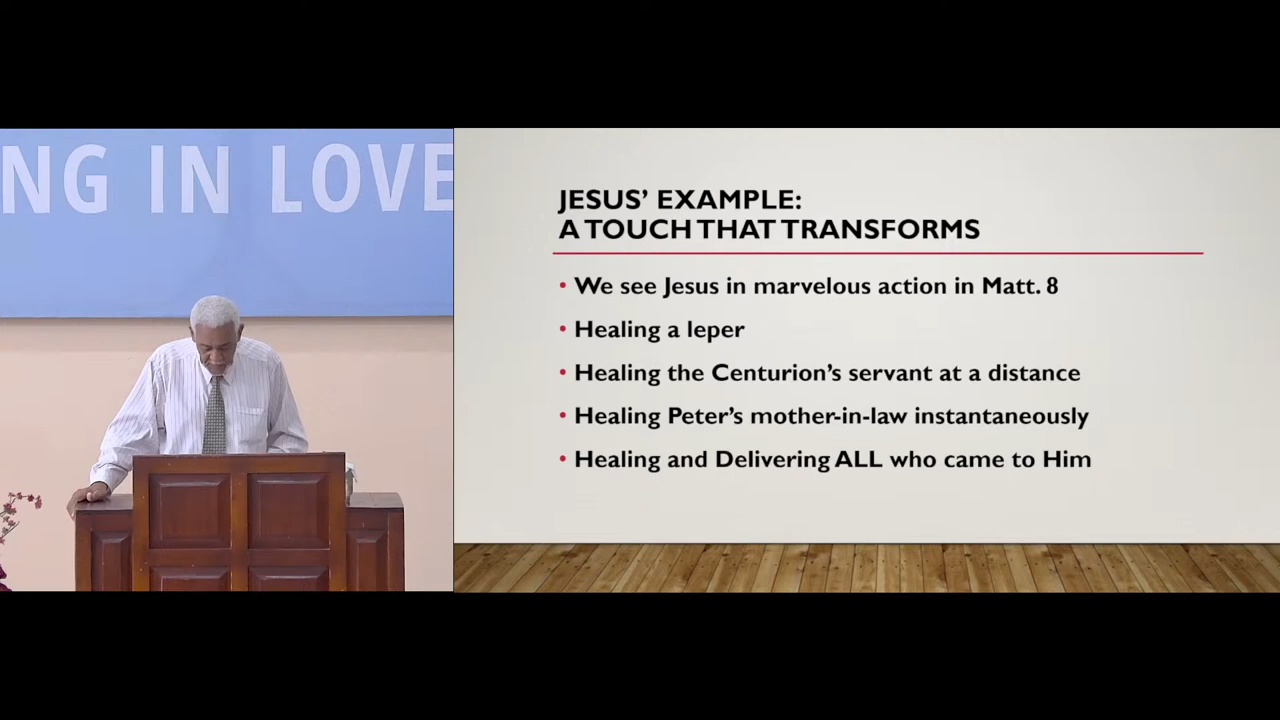 NG IN LOVE
JESUS’ EXAMPLE:
A TOUCH THAT TRANSFORMS
• We see Jesus in marvelous action in Matt. 8
• Healing a leper
• Healing the Centurion’s servant at a distance
• Healing Peter’s mother-in-law instantaneously
• Healing and Delivering ALL who came to Him